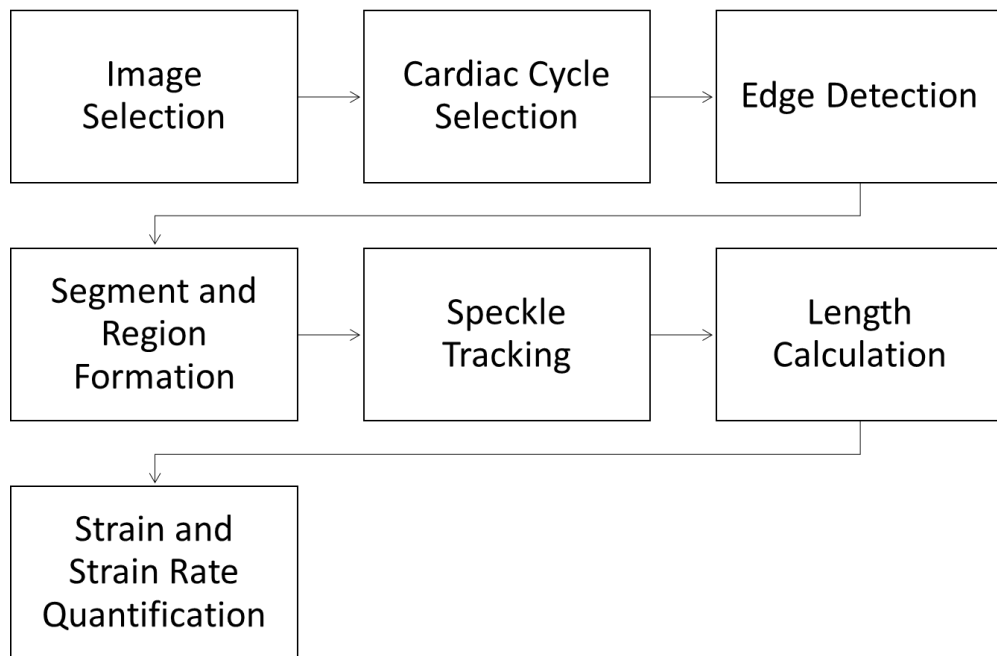 Image
Selection
Cardiac Cycle
Selection
Edge Detection
Segment and
Region
Formation
Speckle
Tracking
Length
Calculation
Strain and
Strain Rate
Quantification